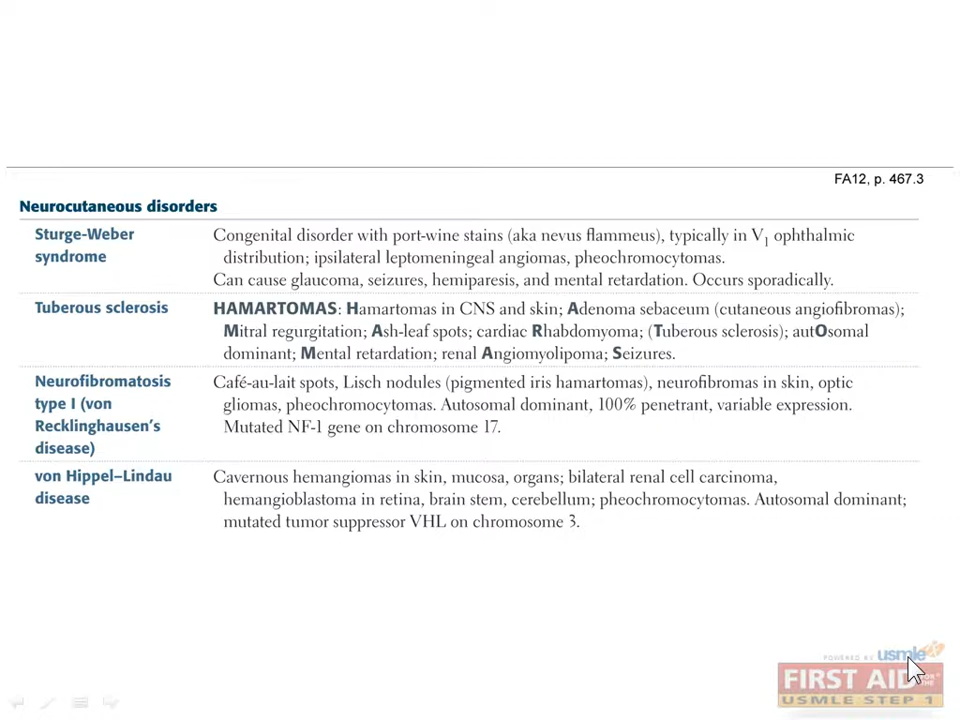 FA12, p. 467.3
Neurocutaneous disorders
Sturge-Weber syndrome
Congenital disorder with port-wine stains (aka nevus flammeus), typically in V1 ophthalmic
distribution; ipsilateral leptomeningeal angiomas, pheochromocytomas.
Can cause glaucoma, seizures, hemiparesis, and mental retardation. Occurs sporadically.
Tuberous sclerosis
HAMARTOMAS: Hamartomas in CNS and skin; Adenoma sebaceum (cutaneous angiofibromas);
Mitral regurgitation; Ash-leaf spots; cardiac Rhabdomyoma; (Tuberous sclerosis); autOsomal
dominant; Mental retardation; renal Angiomyolipoma; Seizures.
Neurofibromatosis
type I (von
Recklinghausen's
disease)
Café-au-lait spots, Lisch nodules (pigmented iris hamartomas), neurofibromas in skin, optic
gliomas, pheochromocytomas. Autosomal dominant, 100% penetrant, variable expression.
Mutated NF-1 gene on chromosome 17.
von Hippel–Lindau
disease
Cavernous hemangiomas in skin, mucosa, organs; bilateral renal cell carcinoma,
hemangioblastoma in retina, brain stem, cerebellum; pheochromocytomas. Autosomal dominant;
mutated tumor suppressor VHL on chromosome 3.
POWERED BY usmle
FIRST AID FOR THE
USMLE STEP 1